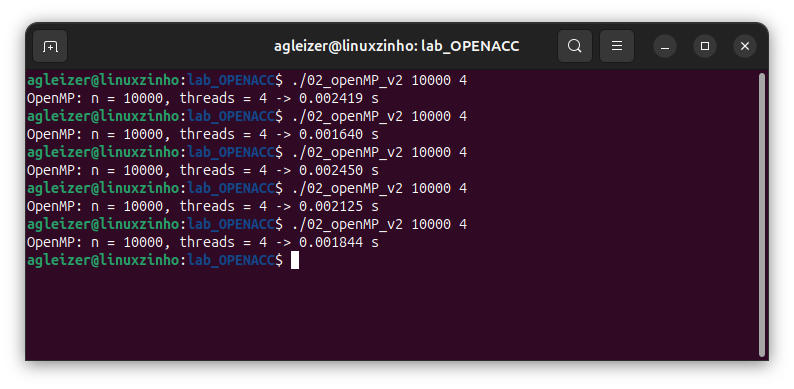 agleizer@linuxzinho: lab_OPENACC
agleizer@linuxzinho:lab_OPENACC$ ./02_openMP_v2 10000 4
OpenMP: n = 10000, threads = 4 -> 0.002419 s
agleizer@linuxzinho:lab_OPENACC$ ./02_openMP_v2 10000 4
OpenMP: n = 10000, threads = 4 -> 0.001640 s
agleizer@linuxzinho:lab_OPENACC$ ./02_openMP_v2 10000 4
OpenMP: n = 10000, threads = 4 -> 0.002450 s
agleizer@linuxzinho:lab_OPENACC$ ./02_openMP_v2 10000 4
OpenMP: n = 10000, threads = 4 -> 0.002125 s
agleizer@linuxzinho:lab_OPENACC$ ./02_openMP_v2 10000 4
OpenMP: n = 10000, threads = 4 -> 0.001844 s
agleizer@linuxzinho:lab_OPENACC$